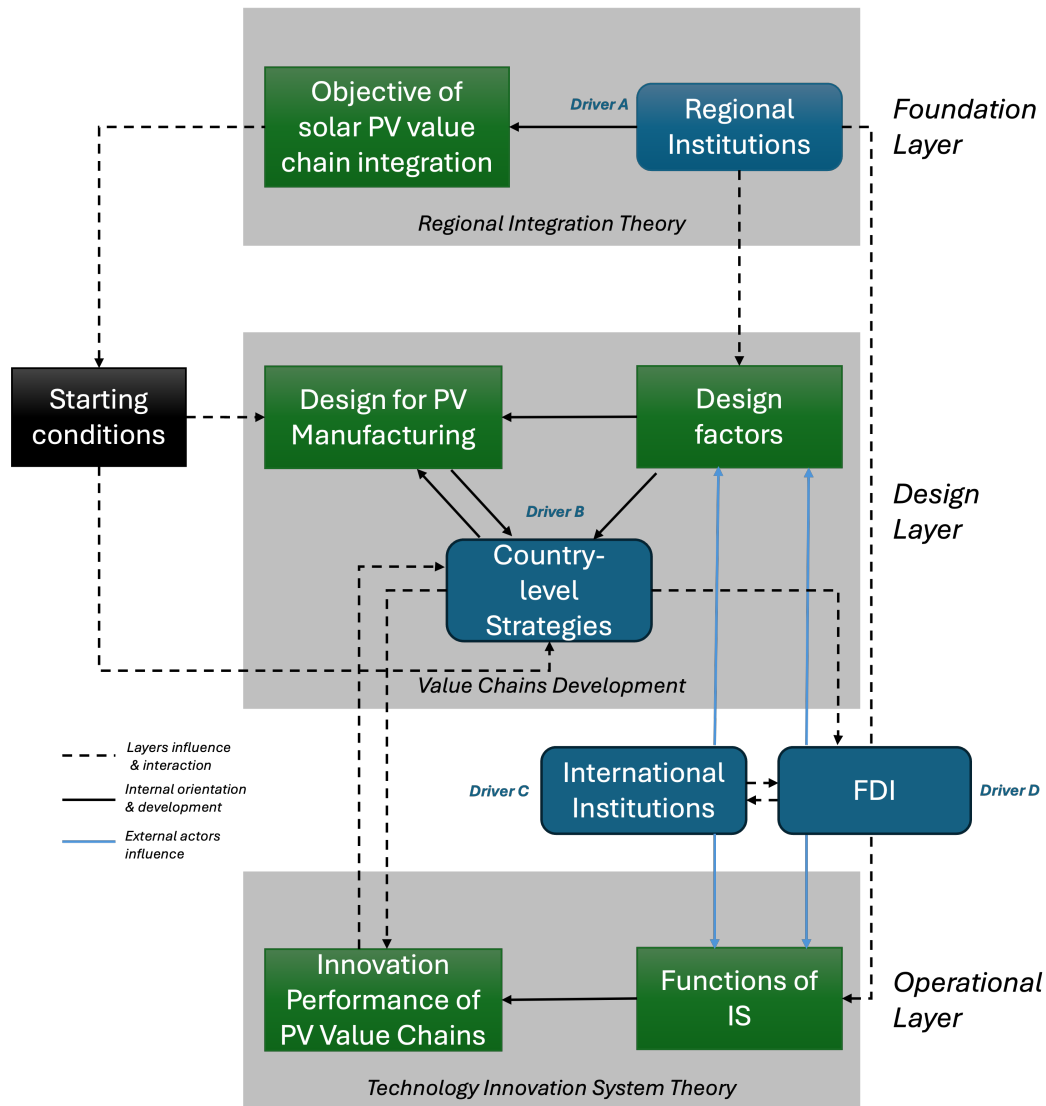 Objective of
solar PV value
chain integration
Driver A
Regional
Institutions
Foundation
Layer
Regional Integration Theory
Starting
conditions
Design for PV
Manufacturing
Design
factors
Driver B
Design
Layer
Country-
level
Strategies
Value Chains Development
Layers influence
& interaction
Internal orientation
& development
External actors
influence
Driver C
International
Institutions
FDI
Driver D
Innovation
Performance of
PV Value Chains
Functions of
IS
Operational
Layer
Technology Innovation System Theory